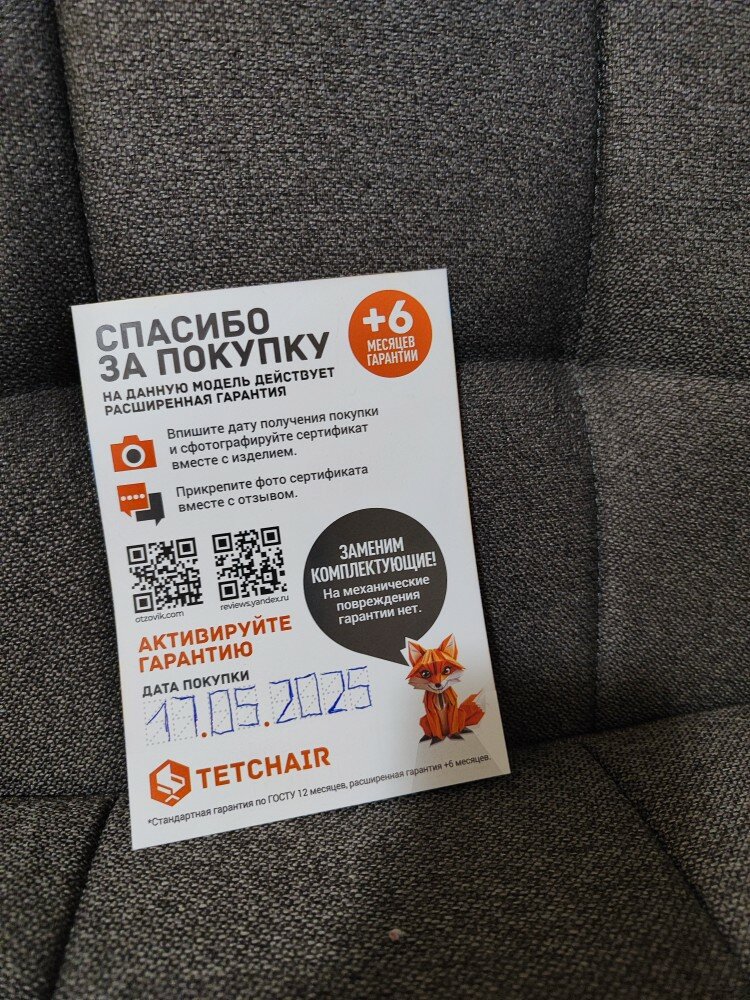 СПАСИБО
ЗА ПОКУПКУ
+6
МЕСЯЦЕВ
ГАРАНТИИ
НА ДАННУЮ МОДЕЛЬ ДЕЙСТВУЕТ
РАСШИРЕННАЯ ГАРАНТИЯ
Впишите дату получения покупки
и сфотографируйте сертификат
вместе с изделием.
Прикрепите фото сертификата
вместе с отзывом.
otzovik.com
reviews.yandex.ru
ЗАМЕНИМ
КОМПЛЕКТУЮЩИЕ!
На механические
повреждения
гарантии нет.
АКТИВИРУЙТЕ
ГАРАНТИЮ
ДАТА ПОКУПКИ
17.05.2025
TETCHAIR
*Стандартная гарантия по ГОСТУ 12 месяцев, расширенная гарантия +6 месяцев.